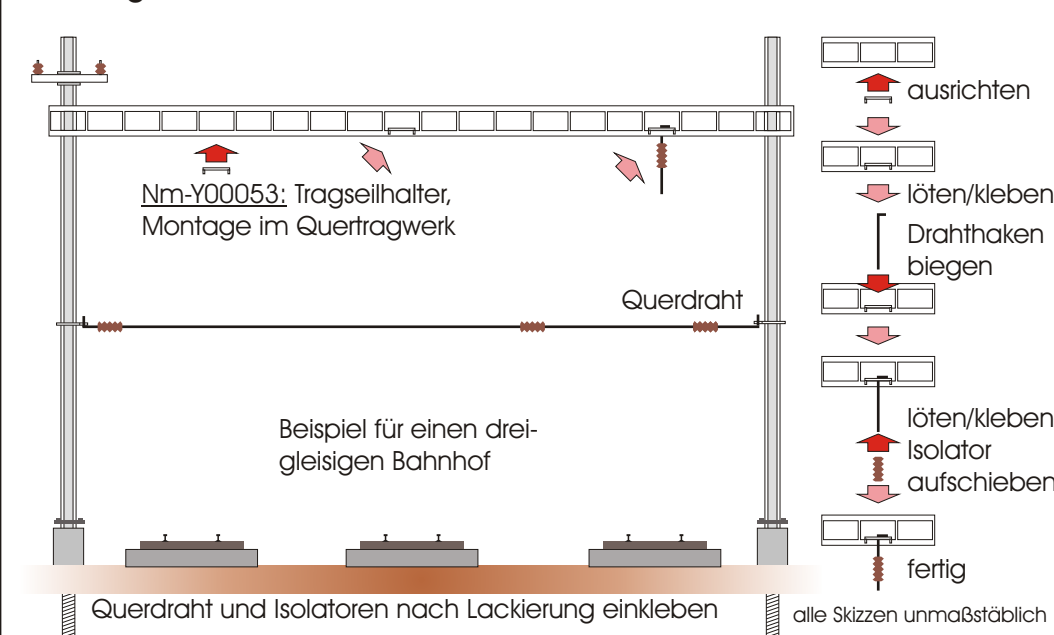 Nm-Y00053: Tragseilhalter,
Montage im Quertragwerk
Querdraht
Beispiel für einen drei-
gleisigen Bahnhof
Querdraht und Isolatoren nach Lackierung einkleben
ausrichten
löten/kleben
Drahthaken
biegen
löten/kleben
Isolator
aufschieben
fertig
alle Skizzen unmaßstäblich